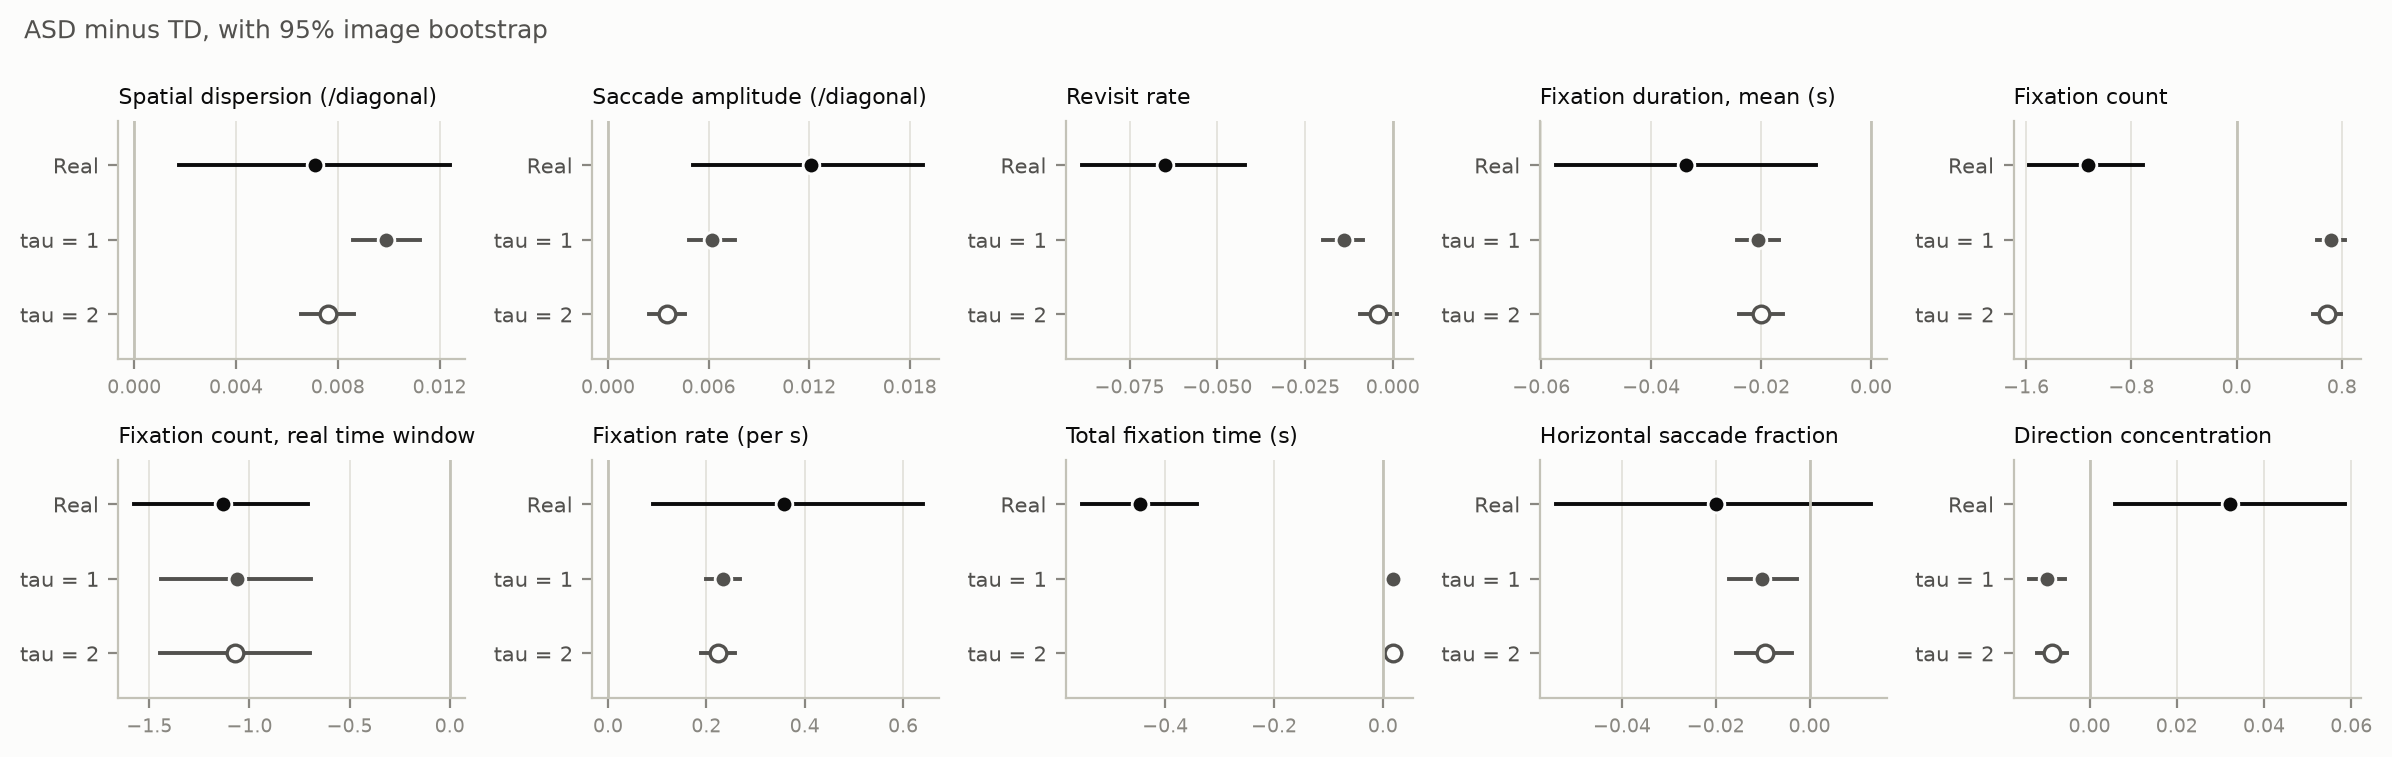 ASD minus TD, with 95% image bootstrap
Spatial dispersion (/diagonal)
Real
tau = 1
tau = 2
0.000 0.004 0.008 0.012
Saccade amplitude (/diagonal)
Real
tau = 1
tau = 2
0.000 0.006 0.012 0.018
Revisit rate
Real
tau = 1
tau = 2
−0.075 −0.050 −0.025 0.000
Fixation duration, mean (s)
Real
tau = 1
tau = 2
−0.06 −0.04 −0.02 0.00
Fixation count
Real
tau = 1
tau = 2
−1.6 −0.8 0.0 0.8
Fixation count, real time window
Real
tau = 1
tau = 2
−1.5 −1.0 −0.5 0.0
Fixation rate (per s)
Real
tau = 1
tau = 2
0.0 0.2 0.4 0.6
Total fixation time (s)
Real
tau = 1
tau = 2
−0.4 −0.2 0.0
Horizontal saccade fraction
Real
tau = 1
tau = 2
−0.04 −0.02 0.00
Direction concentration
Real
tau = 1
tau = 2
0.00 0.02 0.04 0.06